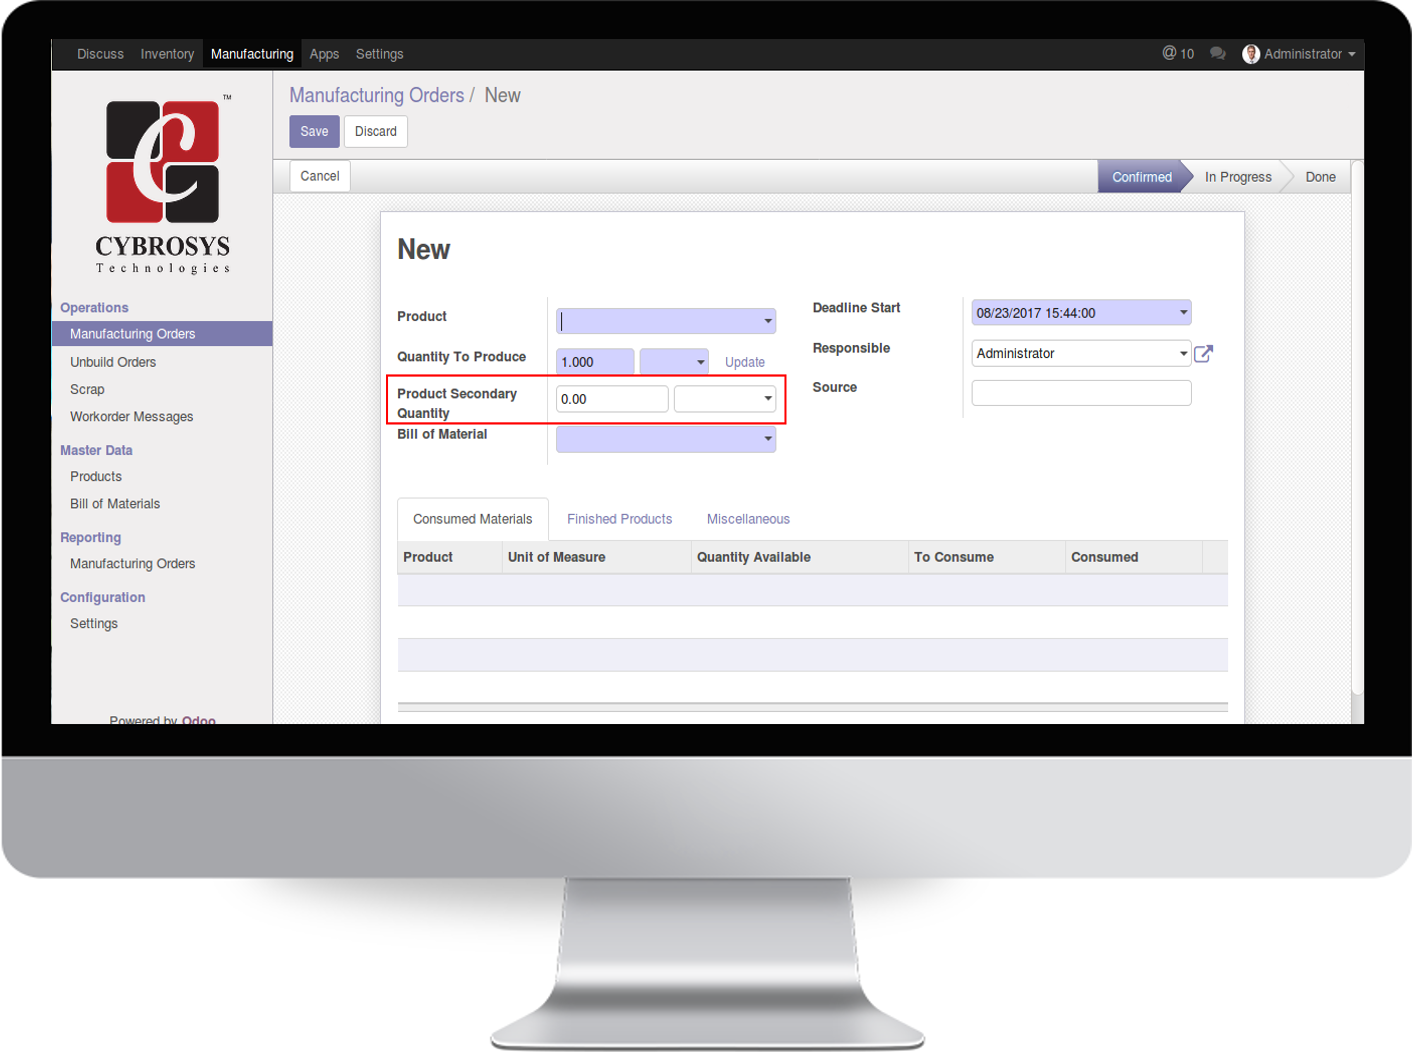 Discuss Inventory Manufacturing Apps Settings @ 10 Administrator
™
C
CYBROSYS
Technologies
Operations
Manufacturing Orders
Unbuild Orders
Scrap
Workorder Messages
Master Data
Products
Bill of Materials
Reporting
Manufacturing Orders
Configuration
Settings
Powered by Odoo
Manufacturing Orders / New
Save Discard
Cancel Confirmed In Progress Done
New
Product
Quantity To Produce 1.000 Update
Product Secondary
Quantity 0.00
Bill of Material
Deadline Start 08/23/2017 15:44:00
Responsible Administrator
Source
Consumed Materials Finished Products Miscellaneous
Product Unit of Measure Quantity Available To Consume Consumed